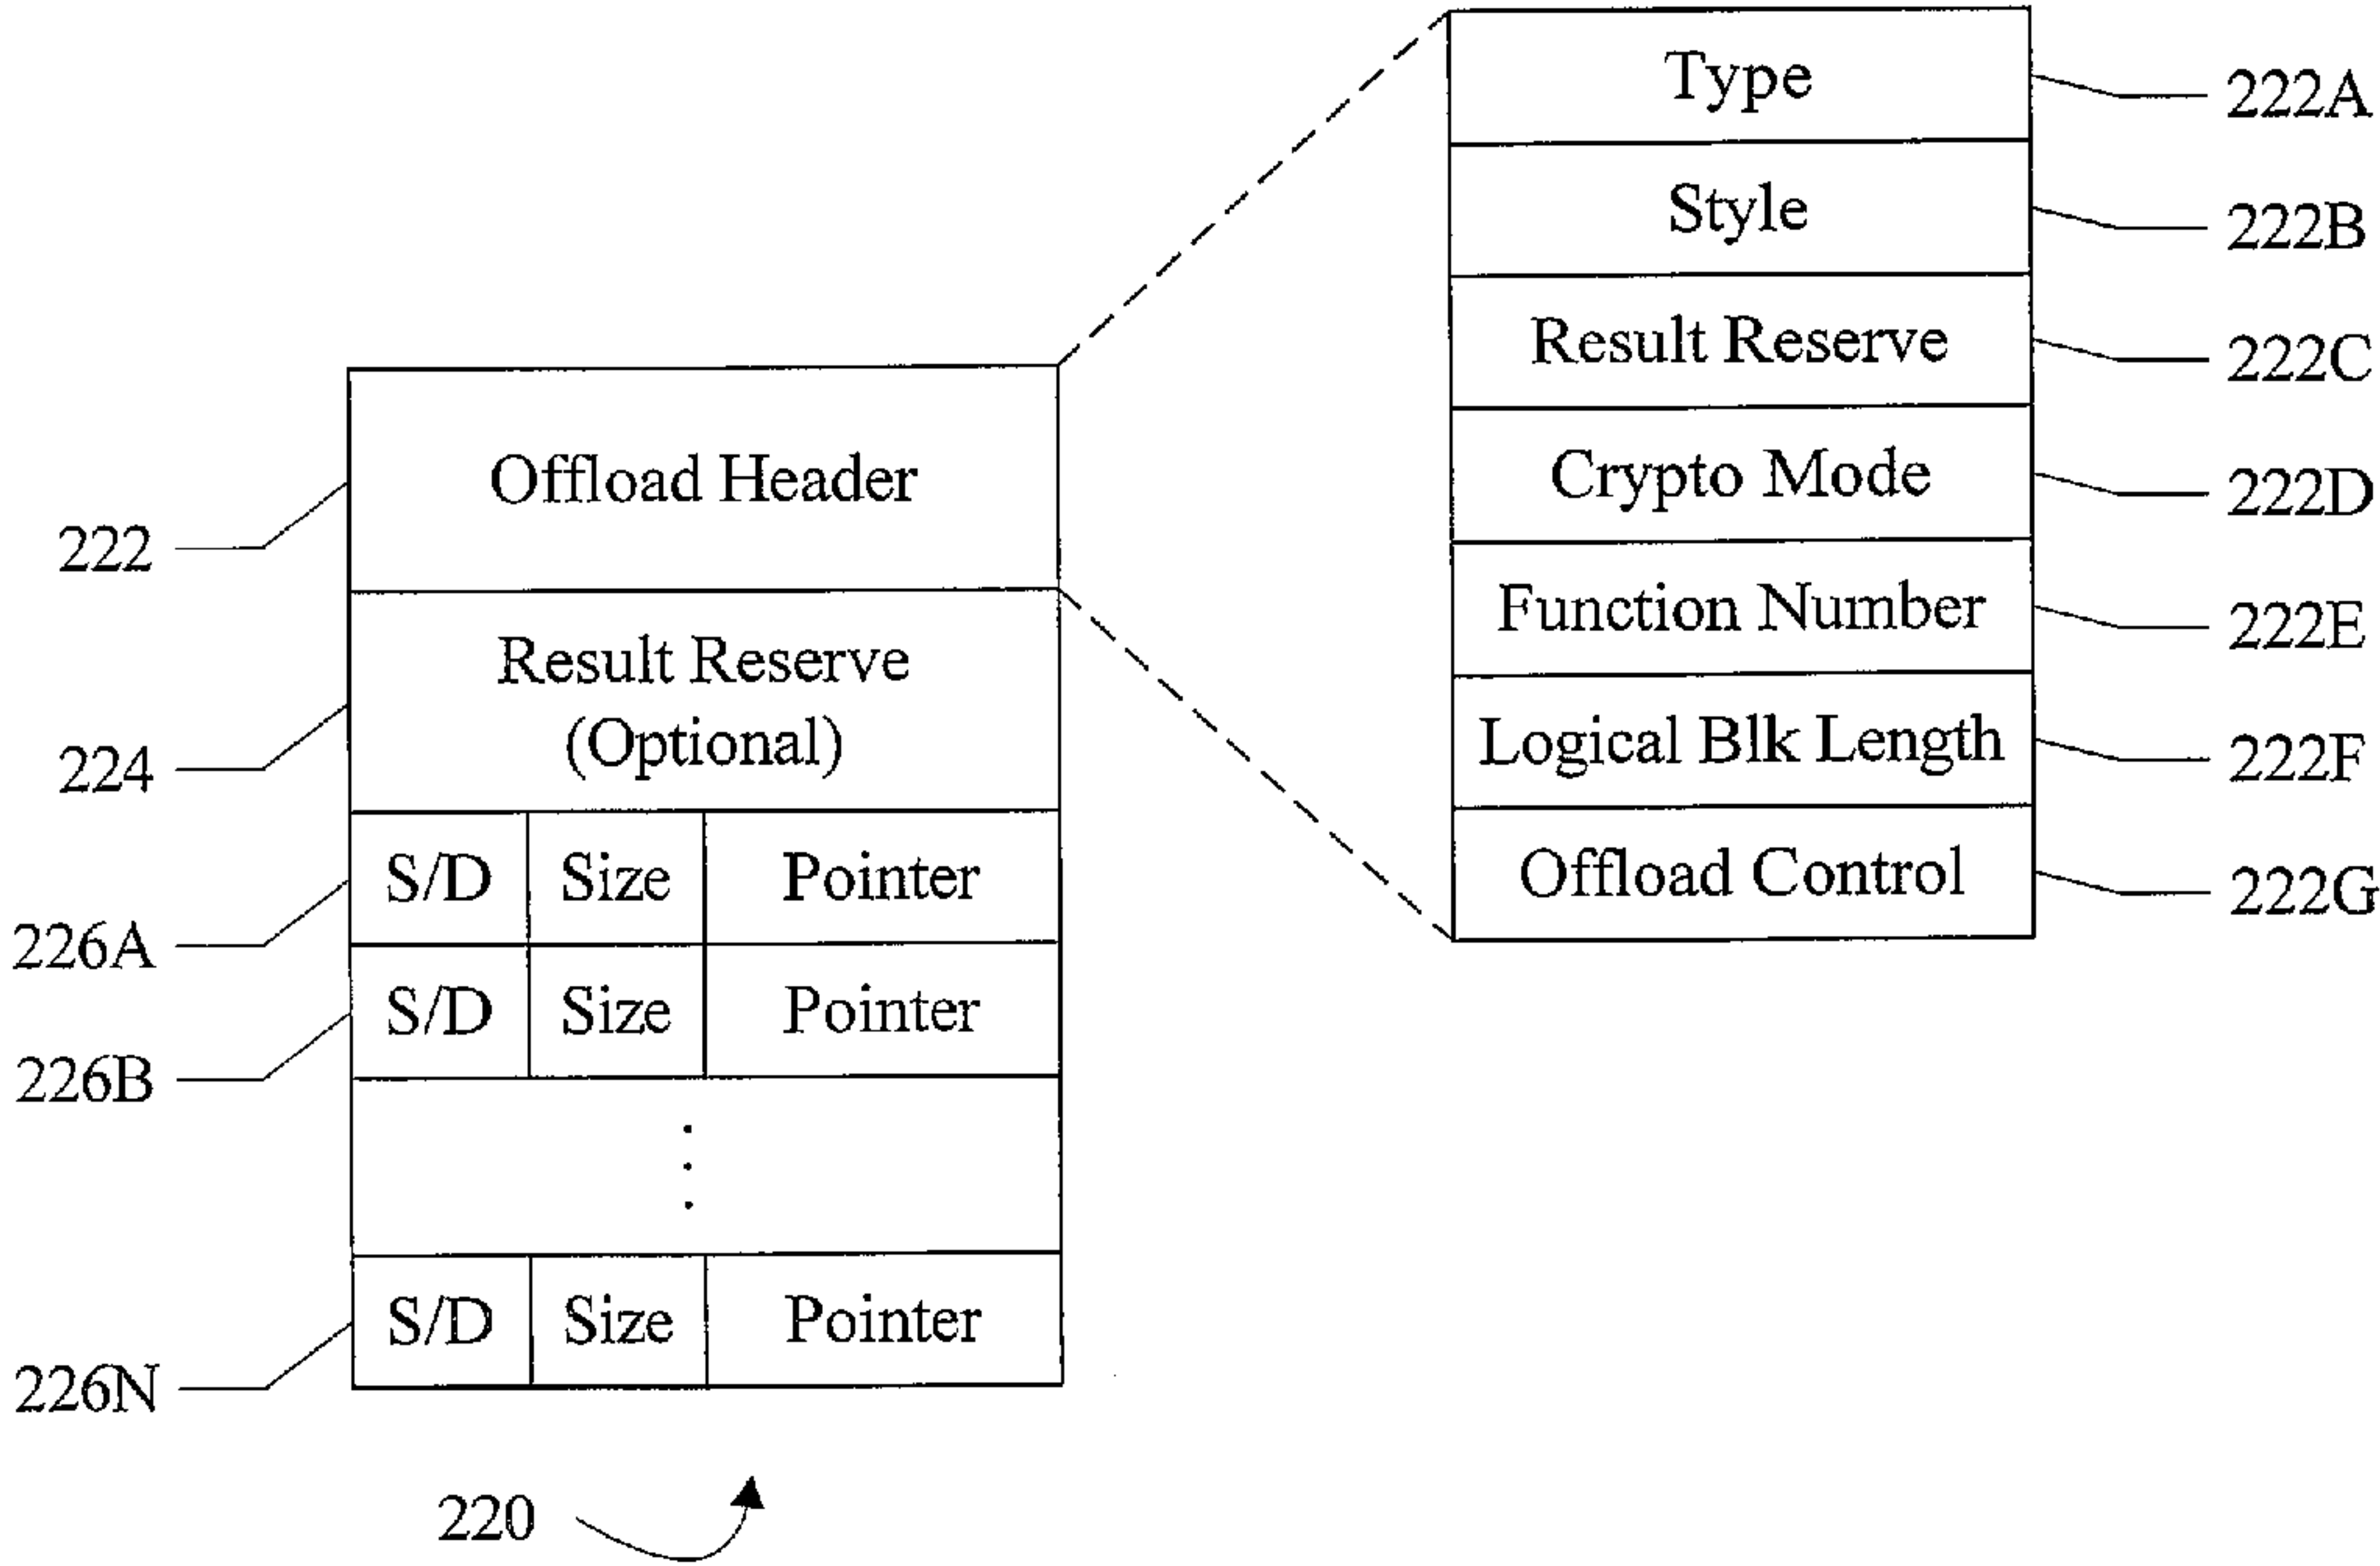 Type
222A
Style
222B
Result Reserve
222C
Crypto Mode
222D
Function Number
222E
Logical Blk Length
222F
Offload Control
222G
Offload Header
222
Result Reserve
(Optional)
224
S/D Size Pointer
226A
S/D Size Pointer
226B
S/D Size Pointer
226N
220